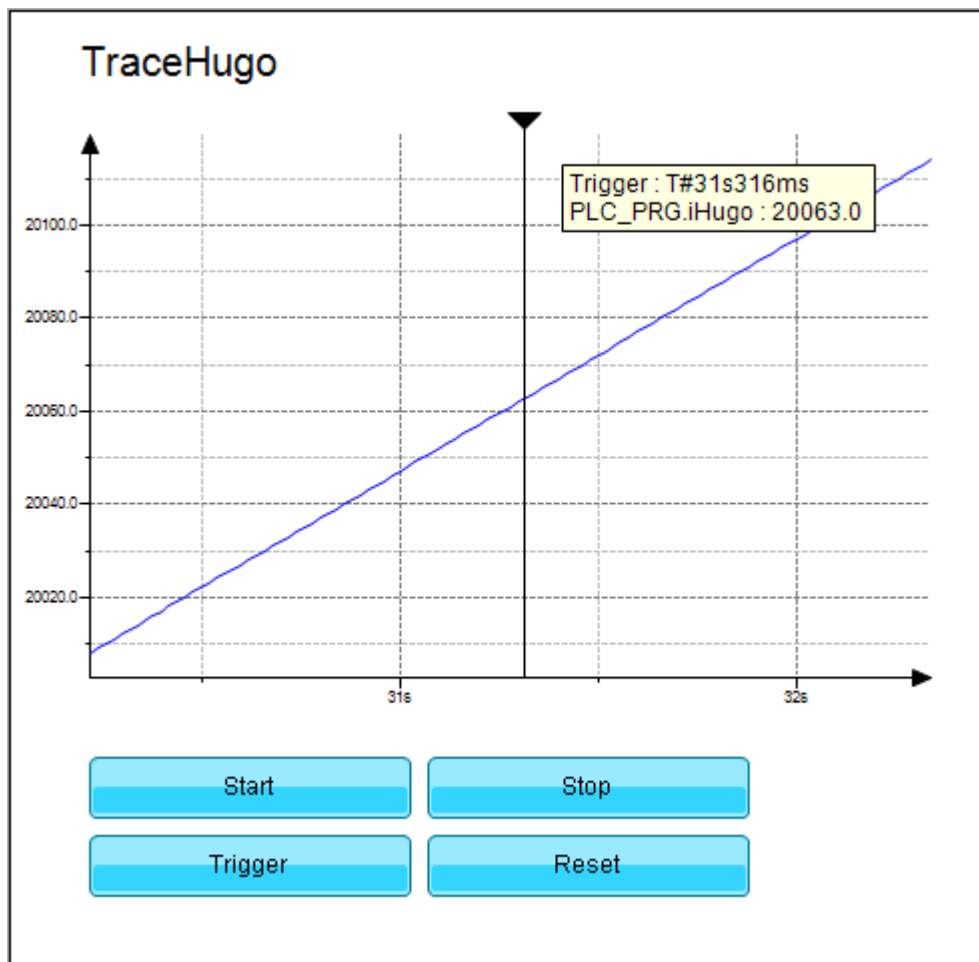 TraceHugo
Trigger : T#31s316ms
PLC_PRG.iHugo : 20063.0
20100.0
20080.0
20060.0
20040.0
20020.0
31s
32s
Start
Stop
Trigger
Reset